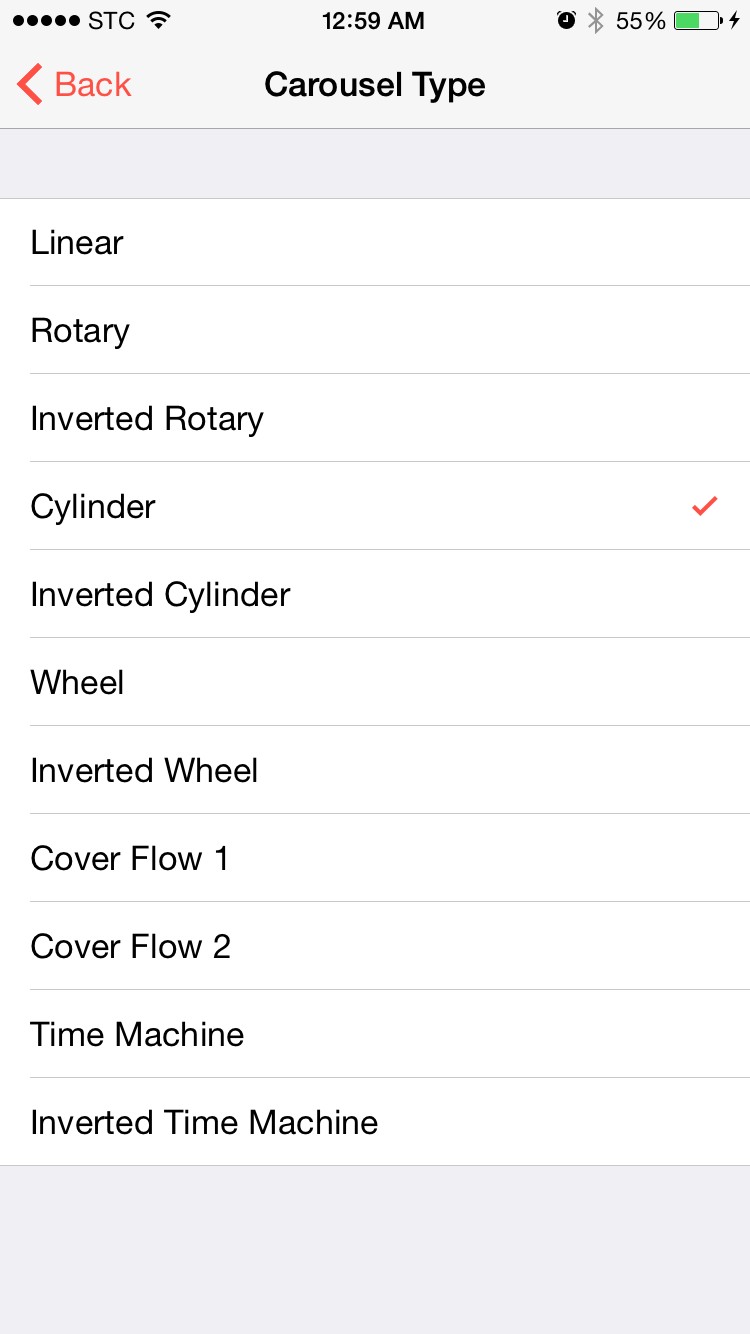 STC 12:59 AM 55%
Back Carousel Type
Linear
Rotary
Inverted Rotary
Cylinder
Inverted Cylinder
Wheel
Inverted Wheel
Cover Flow 1
Cover Flow 2
Time Machine
Inverted Time Machine